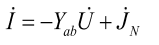 İ = −Y_ab U̇ + J̇_N